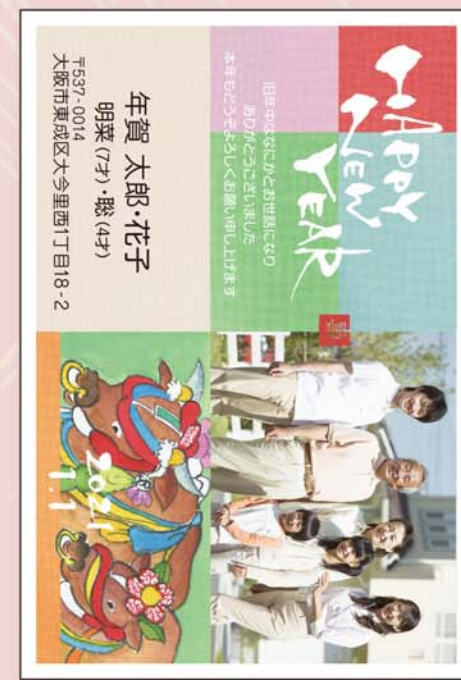 HAPPY
NEW
YEAR
旧年中はなにかとお世話になり
ありがとうございました
本年もどうぞよろしくお願い申し上げます
年賀 太郎・花子
明菜(7才)・聡(4才)
〒537-0014
大阪市東成区大今里西1丁目18-2
2021
1.1